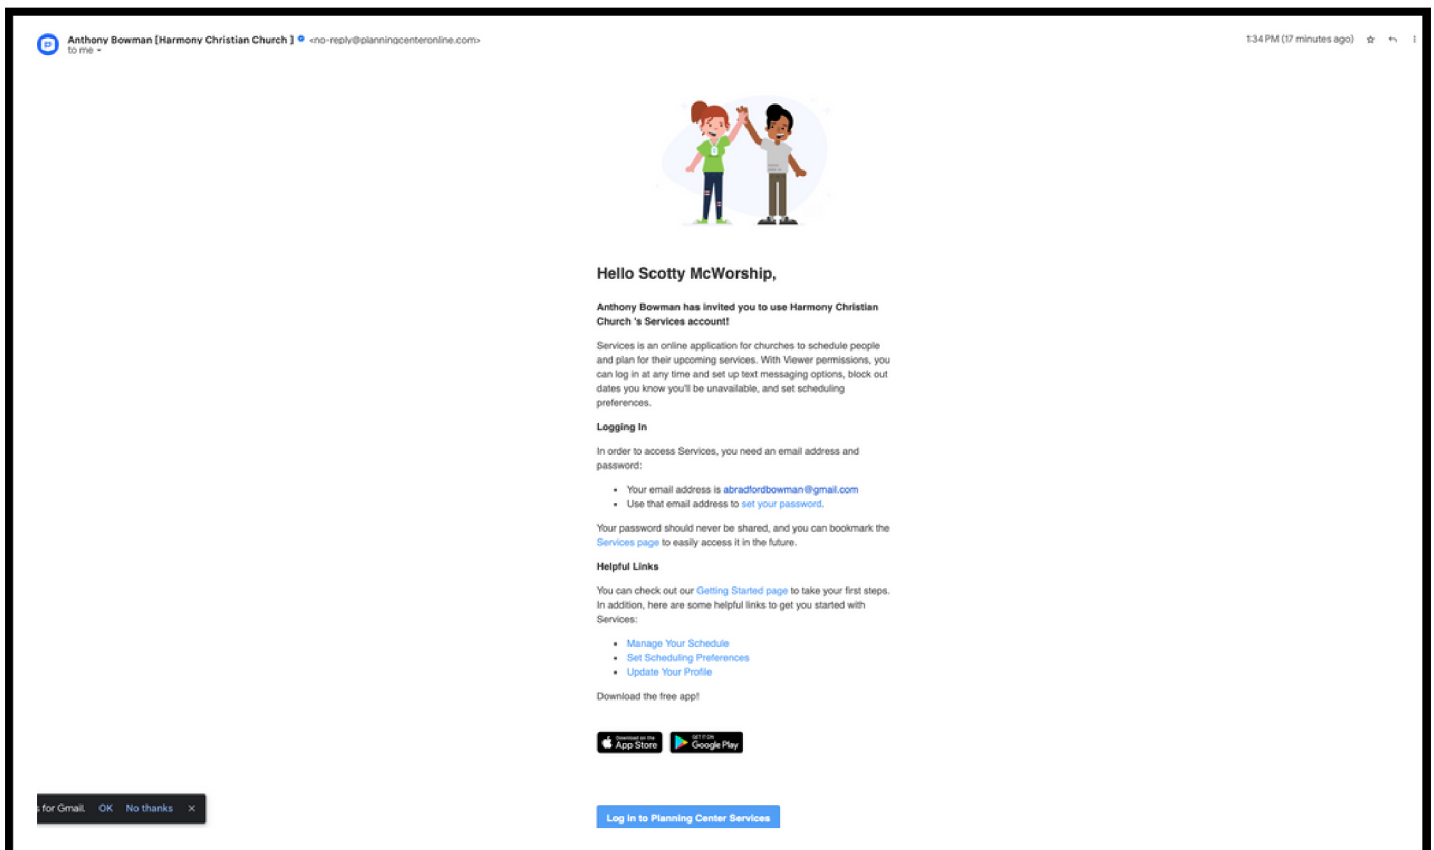 Anthony Bowman [Harmony Christian Church ] <no-reply@planningcenteronline.com>
to me
1:34 PM (17 minutes ago)
Hello Scotty McWorship,
Anthony Bowman has invited you to use Harmony Christian
Church 's Services account!
Services is an online application for churches to schedule people
and plan for their upcoming services. With Viewer permissions, you
can log in at any time and set up text messaging options, block out
dates you know you'll be unavailable, and set scheduling
preferences.
Logging In
In order to access Services, you need an email address and
password:
• Your email address is abradfordbowman@gmail.com
• Use that email address to set your password.
Your password should never be shared, and you can bookmark the
Services page to easily access it in the future.
Helpful Links
You can check out our Getting Started page to take your first steps.
In addition, here are some helpful links to get you started with
Services:
• Manage Your Schedule
• Set Scheduling Preferences
• Update Your Profile
Download the free app!
Download on the
App Store
GET IT ON
Google Play
s for Gmail. OK No thanks ×
Log in to Planning Center Services